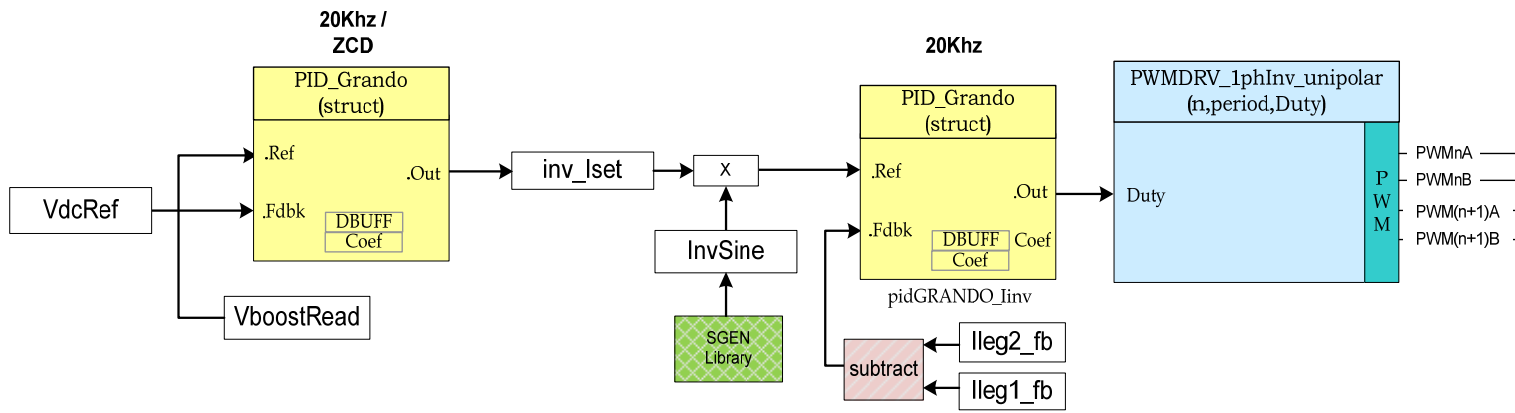 20Khz /
ZCD
PID_Grando
(struct)
.Ref
.Out
.Fdbk
DBUFF
Coef
VdcRef
VboostRead
inv_Iset
X
InvSine
SGEN
Library
20Khz
PID_Grando
(struct)
.Ref
.Out
.Fdbk
DBUFF
Coef
Coef
pidGRANDO_Iinv
subtract
Ileg2_fb
Ileg1_fb
PWMDRV_1phInv_unipolar
(n,period,Duty)
Duty
P
W
M
PWMnA
PWMnB
PWM(n+1)A
PWM(n+1)B